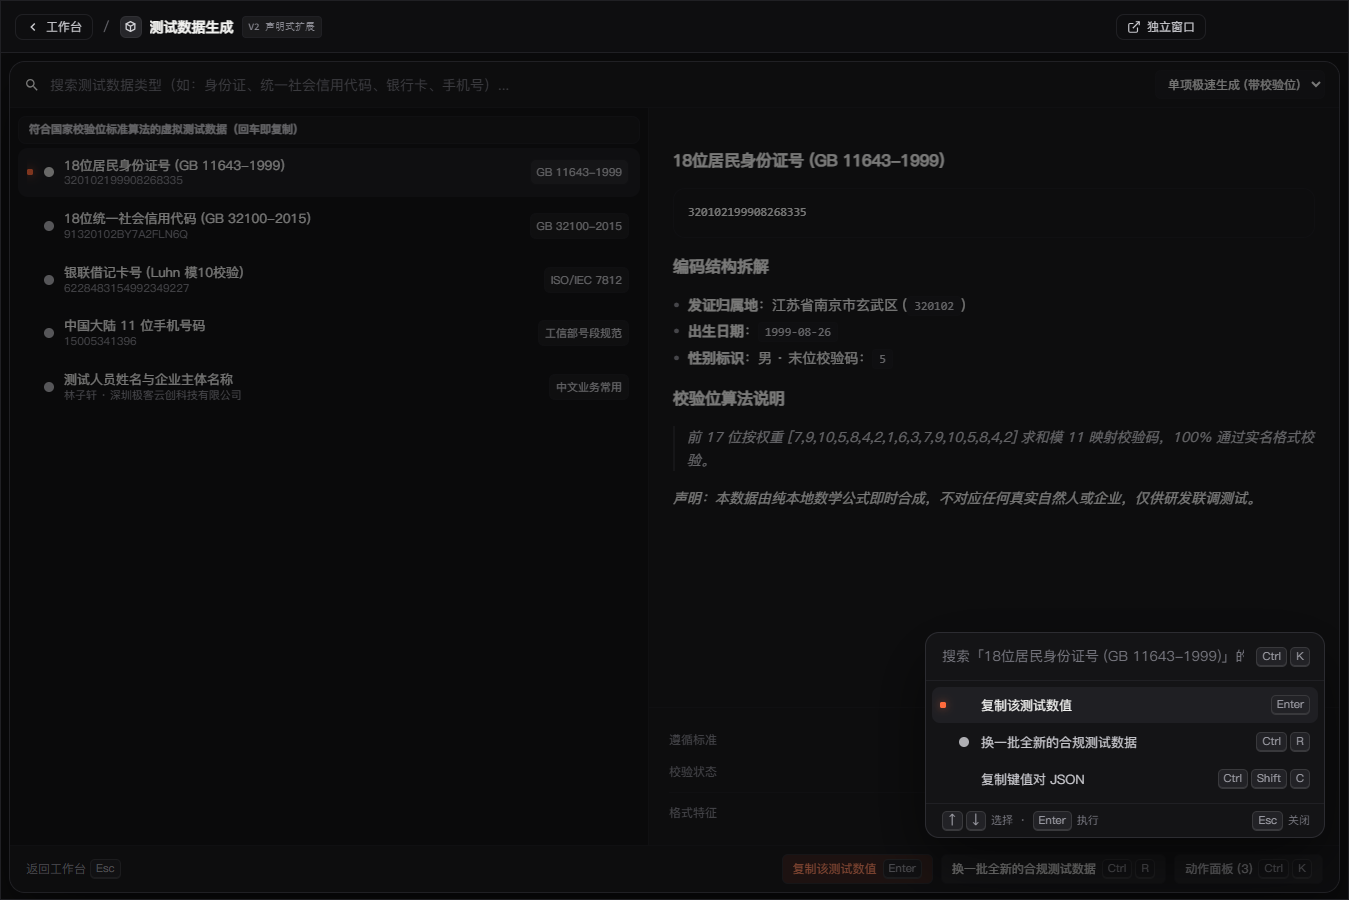 工作台 / 测试数据生成 V2 声明式扩展
独立窗口
搜索测试数据类型（如：身份证、统一社会信用代码、银行卡、手机号）...
单项极速生成 (带校验位)
符合国家校验位标准算法的虚拟测试数据（回车即复制）
18位居民身份证号 (GB 11643-1999)
320102199908268335
GB 11643-1999
18位统一社会信用代码 (GB 32100-2015)
91320102BY7A2FLN6Q
GB 32100-2015
银联借记卡号 (Luhn 模10校验)
6228483154992349227
ISO/IEC 7812
中国大陆 11 位手机号码
15005341396
工信部号段规范
测试人员姓名与企业主体名称
林子轩 · 深圳极客云创科技有限公司
中文业务常用
18位居民身份证号 (GB 11643-1999)
320102199908268335
编码结构拆解
• 发证归属地：江苏省南京市玄武区 ( 320102 )
• 出生日期： 1999-08-26
• 性别标识：男 · 末位校验码： 5
校验位算法说明
前 17 位按权重 [7,9,10,5,8,4,2,1,6,3,7,9,10,5,8,4,2] 求和模 11 映射校验码，100% 通过实名格式校
验。
声明：本数据由纯本地数学公式即时合成，不对应任何真实自然人或企业，仅供研发联调测试。
遵循标准
校验状态
格式特征
搜索「18位居民身份证号 (GB 11643-1999)」的 Ctrl K
复制该测试数值 Enter
换一批全新的合规测试数据 Ctrl R
复制键值对 JSON Ctrl Shift C
↑ ↓ 选择 · Enter 执行 Esc 关闭
返回工作台 Esc
复制该测试数值 Enter
换一批全新的合规测试数据 Ctrl R
动作面板 (3) Ctrl K